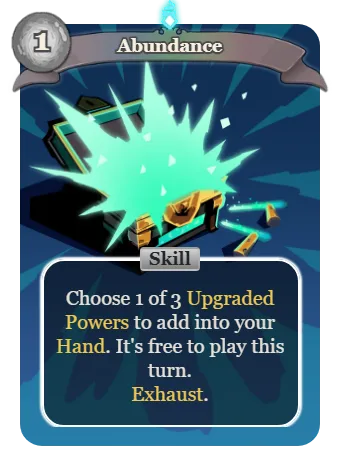 1
Abundance
Skill
Choose 1 of 3 Upgraded
Powers to add into your
Hand. It's free to play this
turn.
Exhaust.